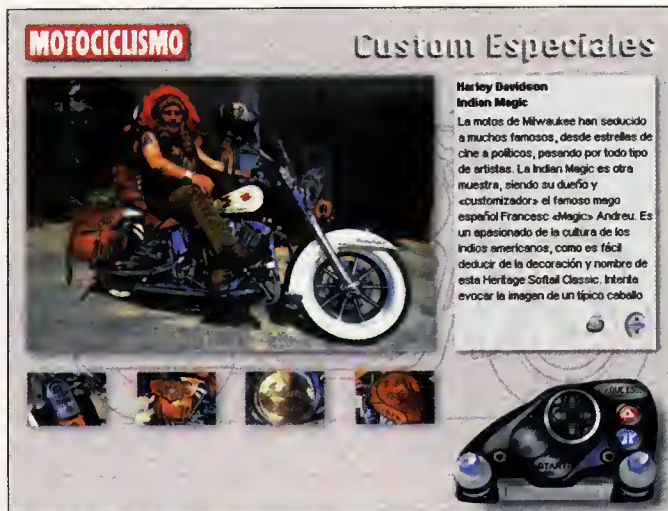 MOTOCICLISMO
Custom Especiales
Harley Davidson
Indian Magic
La motos de Milwaukee han seducido
a muchos famosos, desde estrellas de
cine a políticos, pasando por todo tipo
de artistas. La Indian Magic es otra
muestra, siendo su dueño y
«customizador» el famoso mago
español Francesc «Magic» Andreu. Es
un apasionado de la cultura de los
indios americanos, como es fácil
deducir de la decoración y nombre de
esta Heritage Softail Classic. Intenta
evocar la imagen de un típico caballo
¿QUE ES...
START